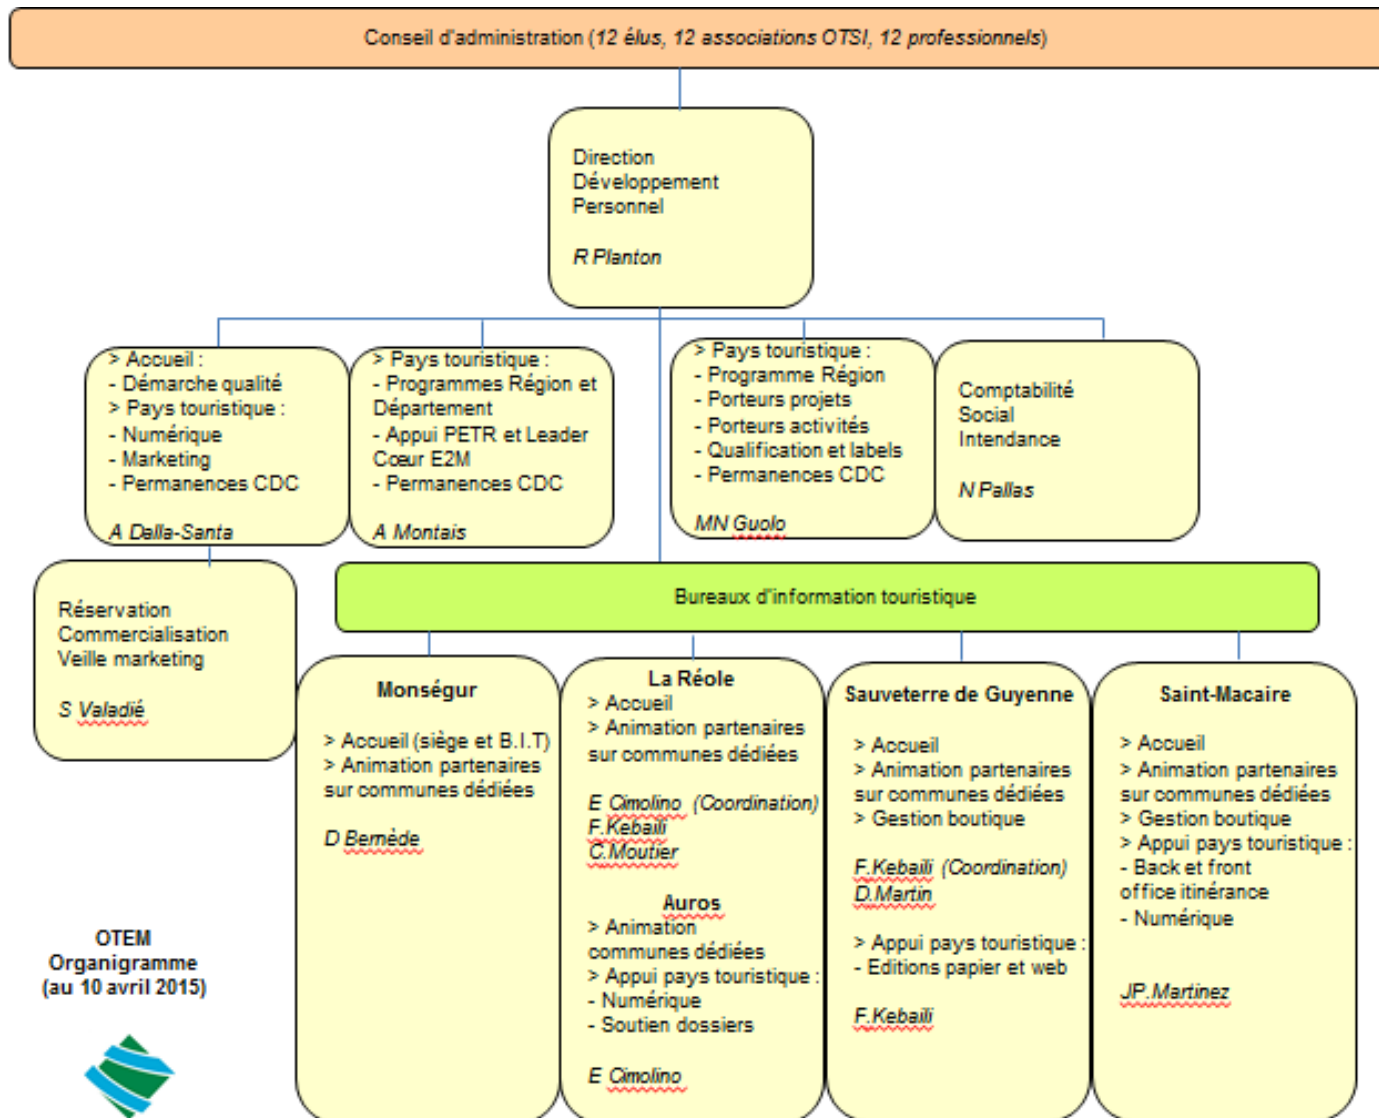 Conseil d'administration (12 élus, 12 associations OTSI, 12 professionnels)
Direction
Développement
Personnel
R Planton
> Accueil :
- Démarche qualité
> Pays touristique :
- Numérique
- Marketing
- Permanences CDC
A Dalla-Santa
> Pays touristique :
- Programmes Région et
Département
- Appui PETR et Leader
Cœur E2M
- Permanences CDC
A Montais
> Pays touristique :
- Programme Région
- Porteurs projets
- Porteurs activités
- Qualification et labels
- Permanences CDC
MN Guolo
Comptabilité
Social
Intendance
N Pallas
Réservation
Commercialisation
Veille marketing
S Valadié
Bureaux d'information touristique
Monségur
> Accueil (siège et B.I.T)
> Animation partenaires
sur communes dédiées
D Bernède
La Réole
> Accueil
> Animation partenaires
sur communes dédiées
E Cimolino (Coordination)
F.Kebaili
C.Moutier
Auros
> Animation
communes dédiées
> Appui pays touristique :
- Numérique
- Soutien dossiers
E Cimolino
Sauveterre de Guyenne
> Accueil
> Animation partenaires
sur communes dédiées
> Gestion boutique
F.Kebaili (Coordination)
D.Martin
> Appui pays touristique :
- Editions papier et web
F.Kebaili
Saint-Macaire
> Accueil
> Animation partenaires
sur communes dédiées
> Gestion boutique
> Appui pays touristique :
- Back et front
office itinérance
- Numérique
JP.Martinez
OTEM
Organigramme
(au 10 avril 2015)